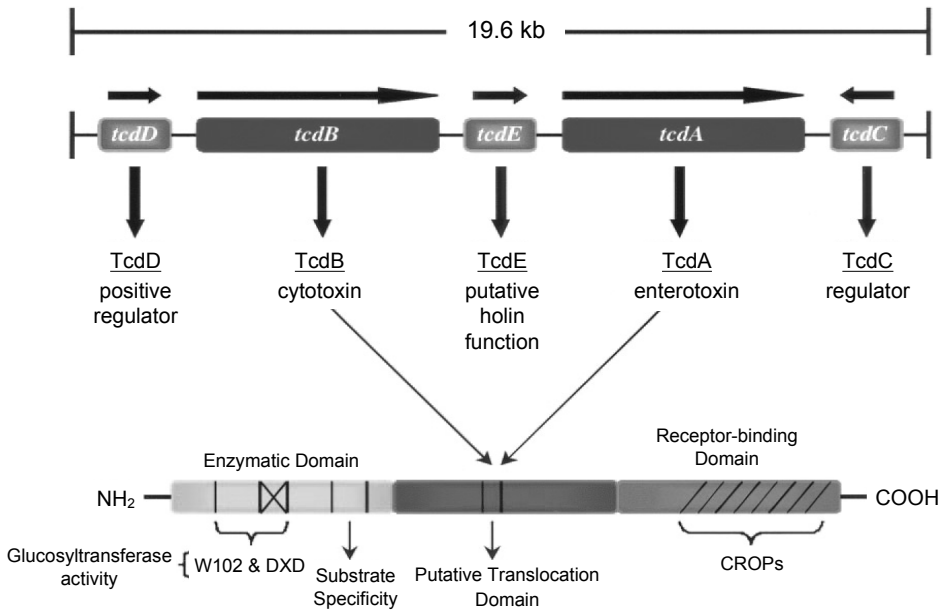 19.6 kb
tcdD tcdB tcdE tcdA tcdC
TcdD TcdB TcdE TcdA TcdC
positive cytotoxin putative enterotoxin regulator
regulator holin
function
Receptor-binding
Domain
Enzymatic Domain
NH₂ COOH
Glucosyltransferase
activity
W102 & DXD
Substrate
Specificity
Putative Translocation
Domain
CROPs